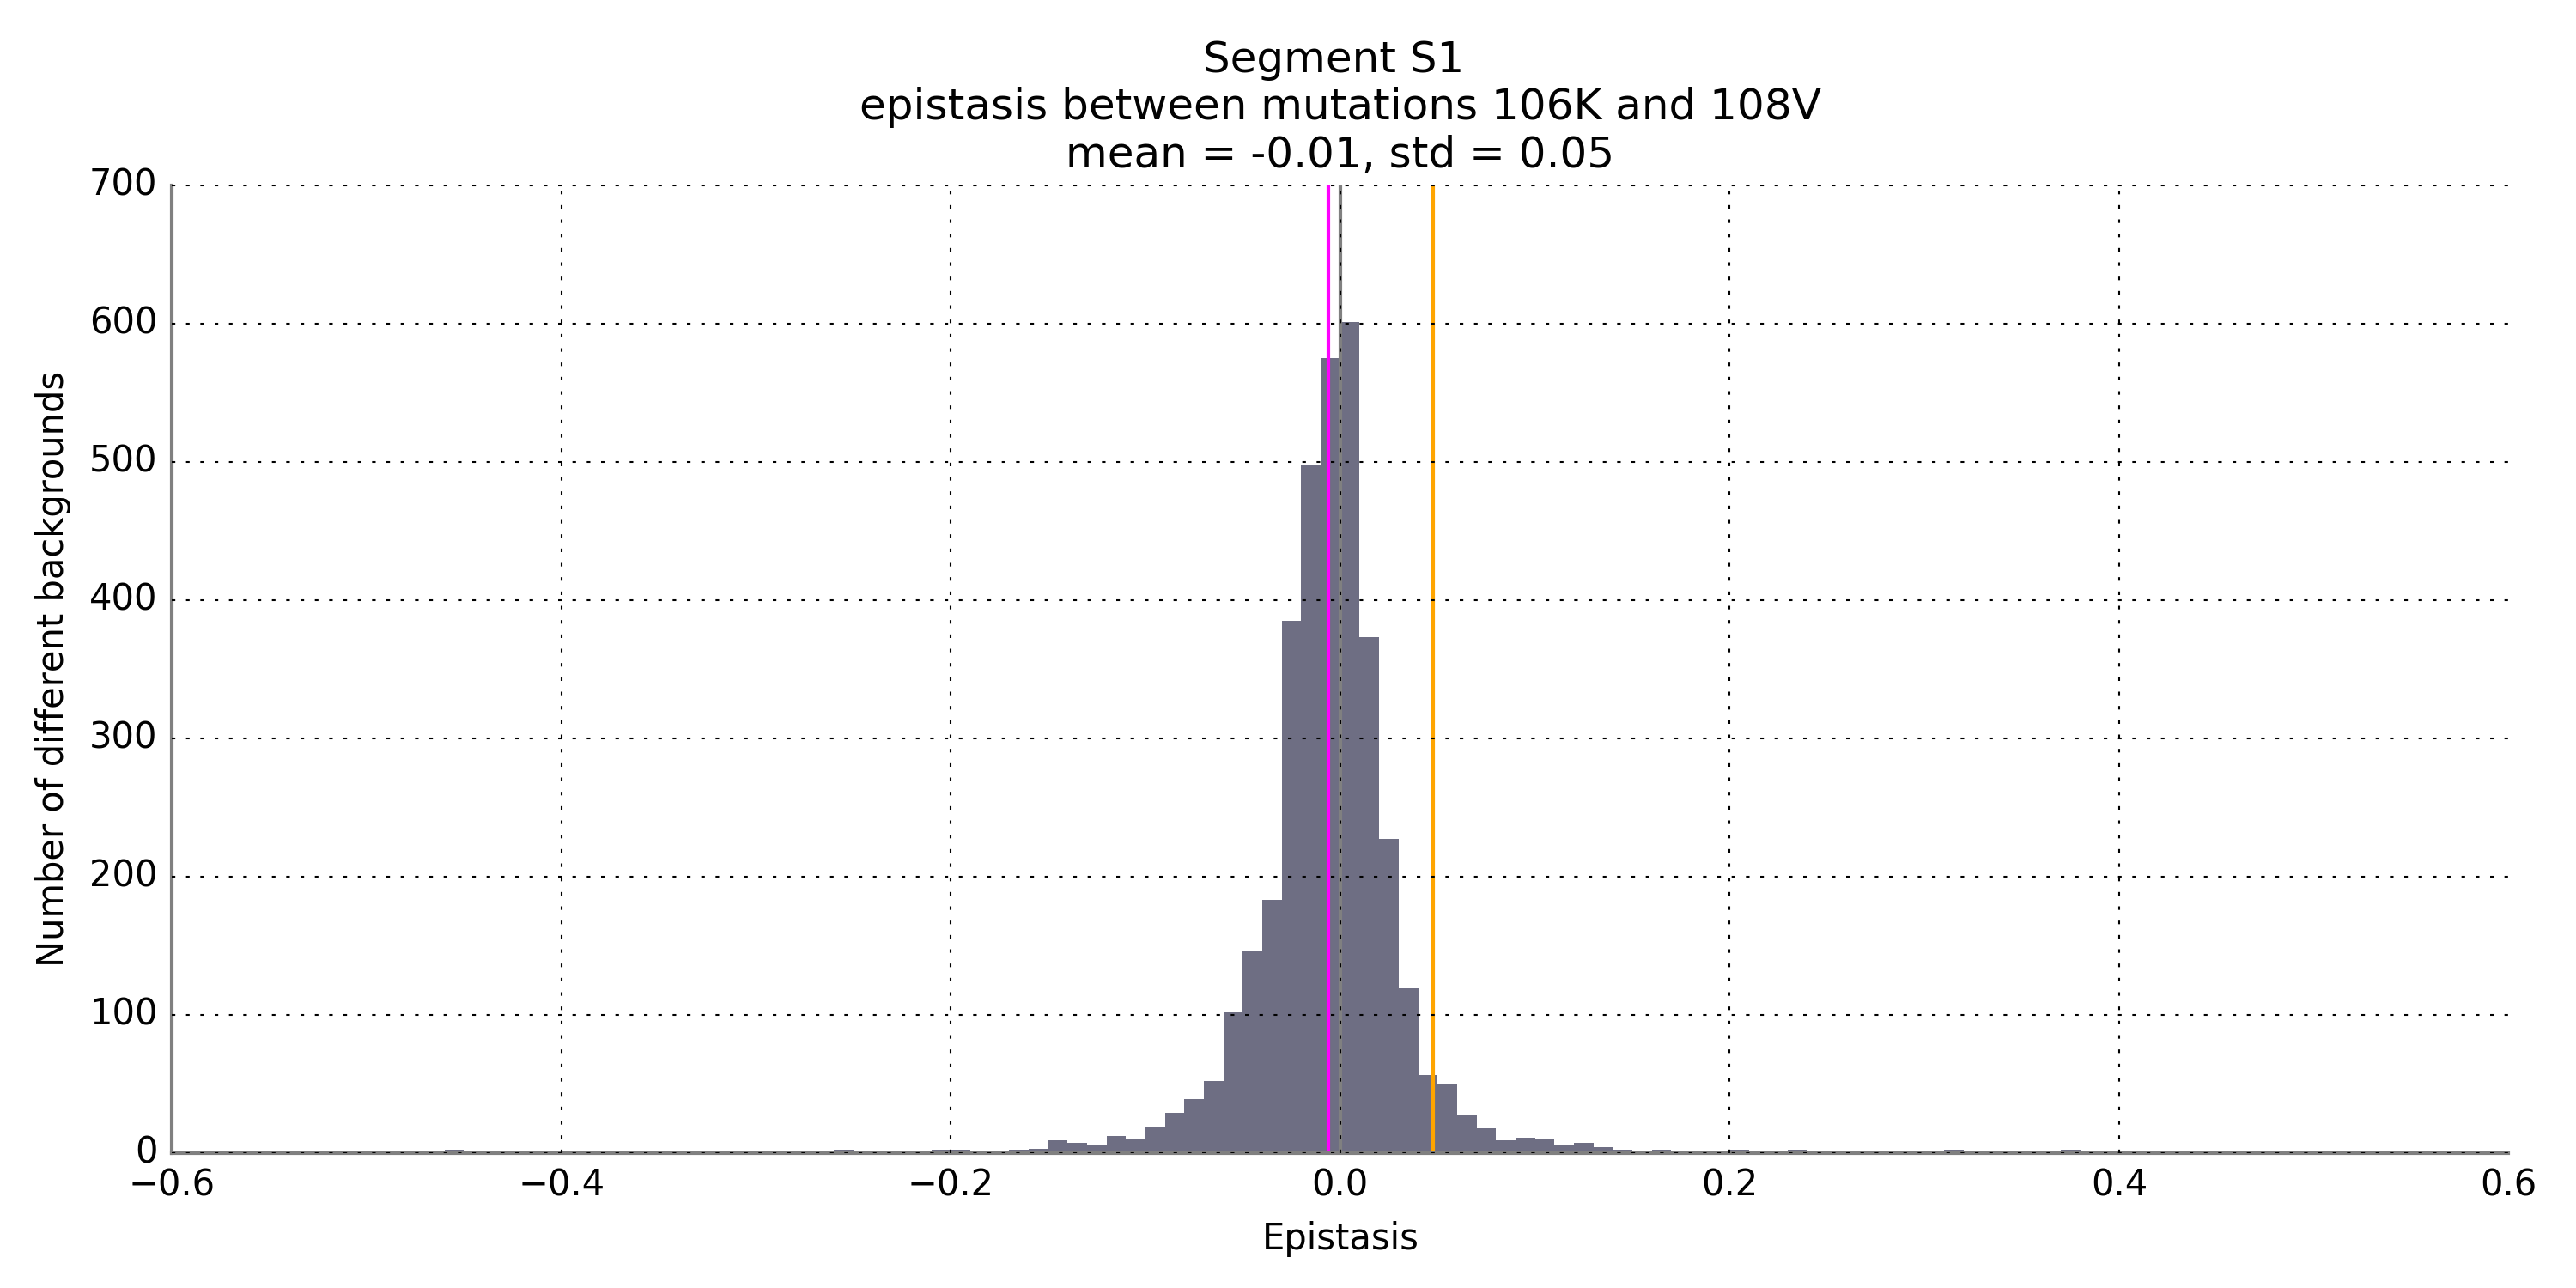 Segment S1
epistasis between mutations 106K and 108V
mean = -0.01, std = 0.05
700
600
500
400
300
200
100
0
Number of different backgrounds
−0.6 −0.4 −0.2 0.0 0.2 0.4 0.6
Epistasis